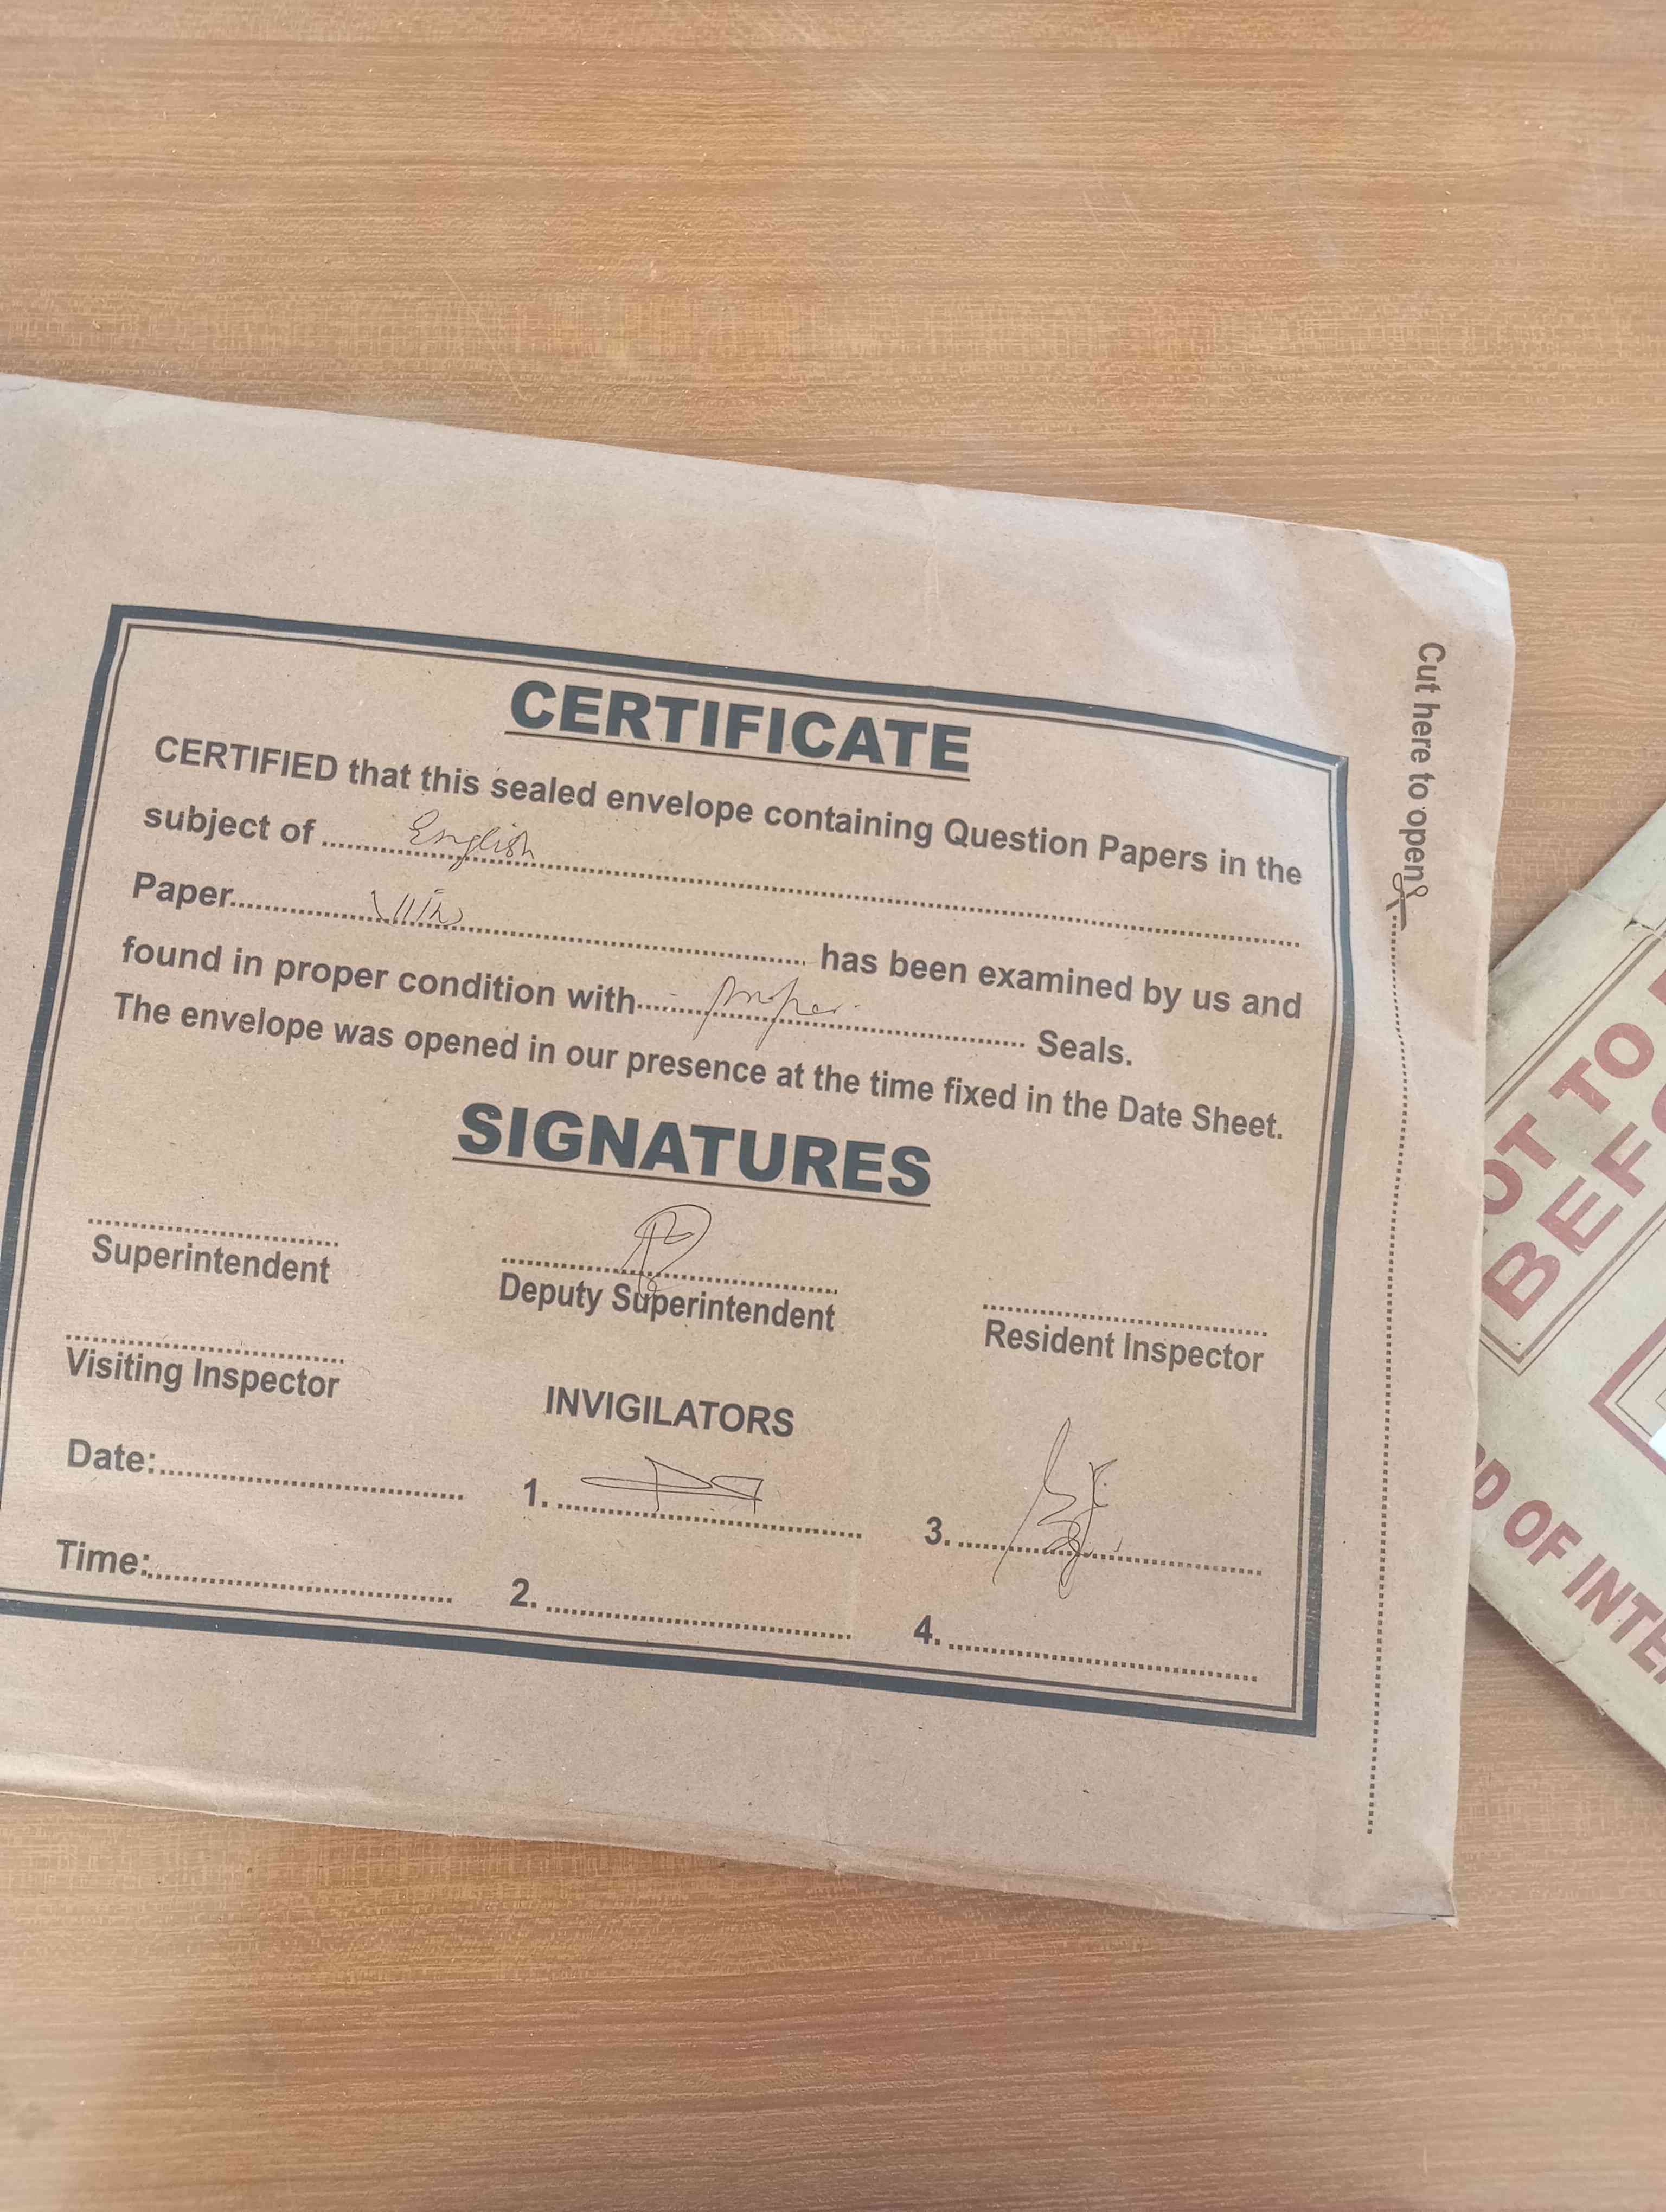 CERTIFICATE
CERTIFIED that this sealed envelope containing Question Papers in the
subject of English
Paper has been examined by us and
found in proper condition with proper Seals.
The envelope was opened in our presence at the time fixed in the Date Sheet.
SIGNATURES
Superintendent
Deputy Superintendent
Resident Inspector
Visiting Inspector
INVIGILATORS
Date:
1.
3.
Time:
2.
4.
Cut here to open
OT TO
BEFO
D OF INTE